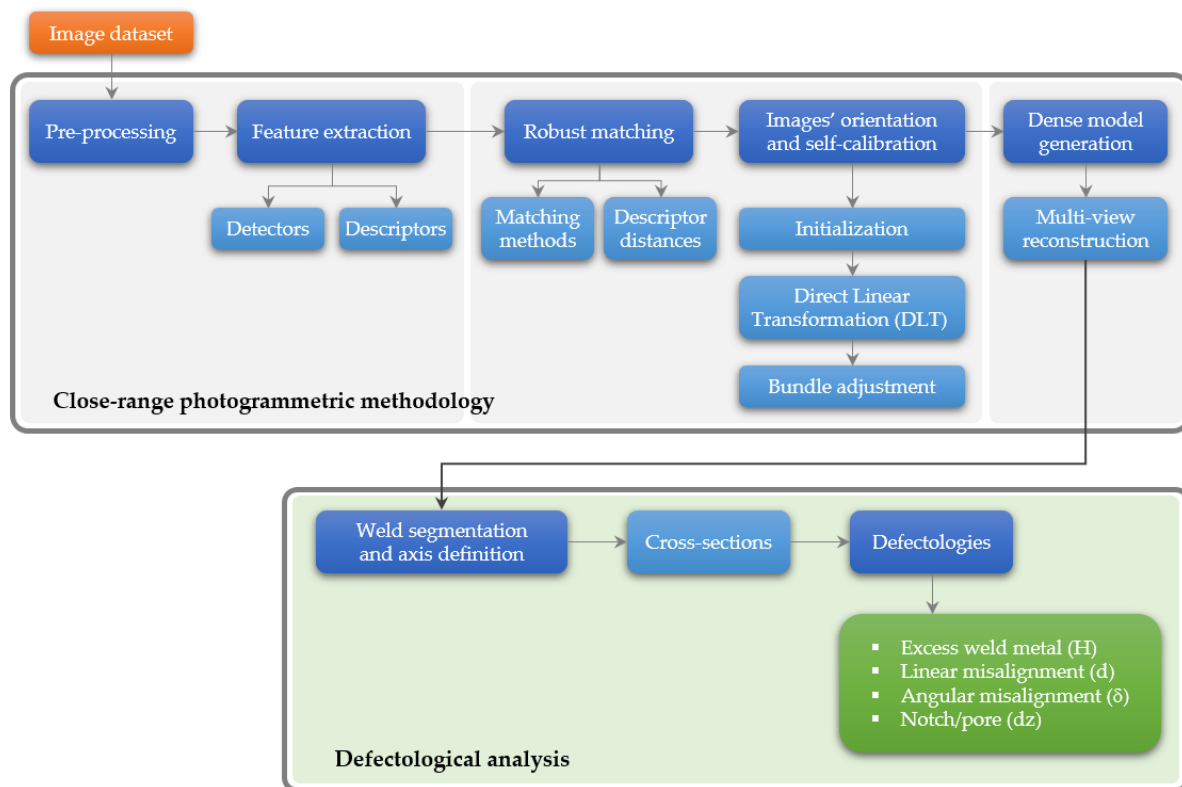 Image dataset
Pre-processing
Feature extraction
Robust matching
Images' orientation
and self-calibration
Dense model
generation
Detectors
Descriptors
Matching
methods
Descriptor
distances
Initialization
Multi-view
reconstruction
Direct Linear
Transformation (DLT)
Bundle adjustment
Close-range photogrammetric methodology
Weld segmentation
and axis definition
Cross-sections
Defectologies
▪ Excess weld metal (H)
▪ Linear misalignment (d)
▪ Angular misalignment (δ)
▪ Notch/pore (dz)
Defectological analysis